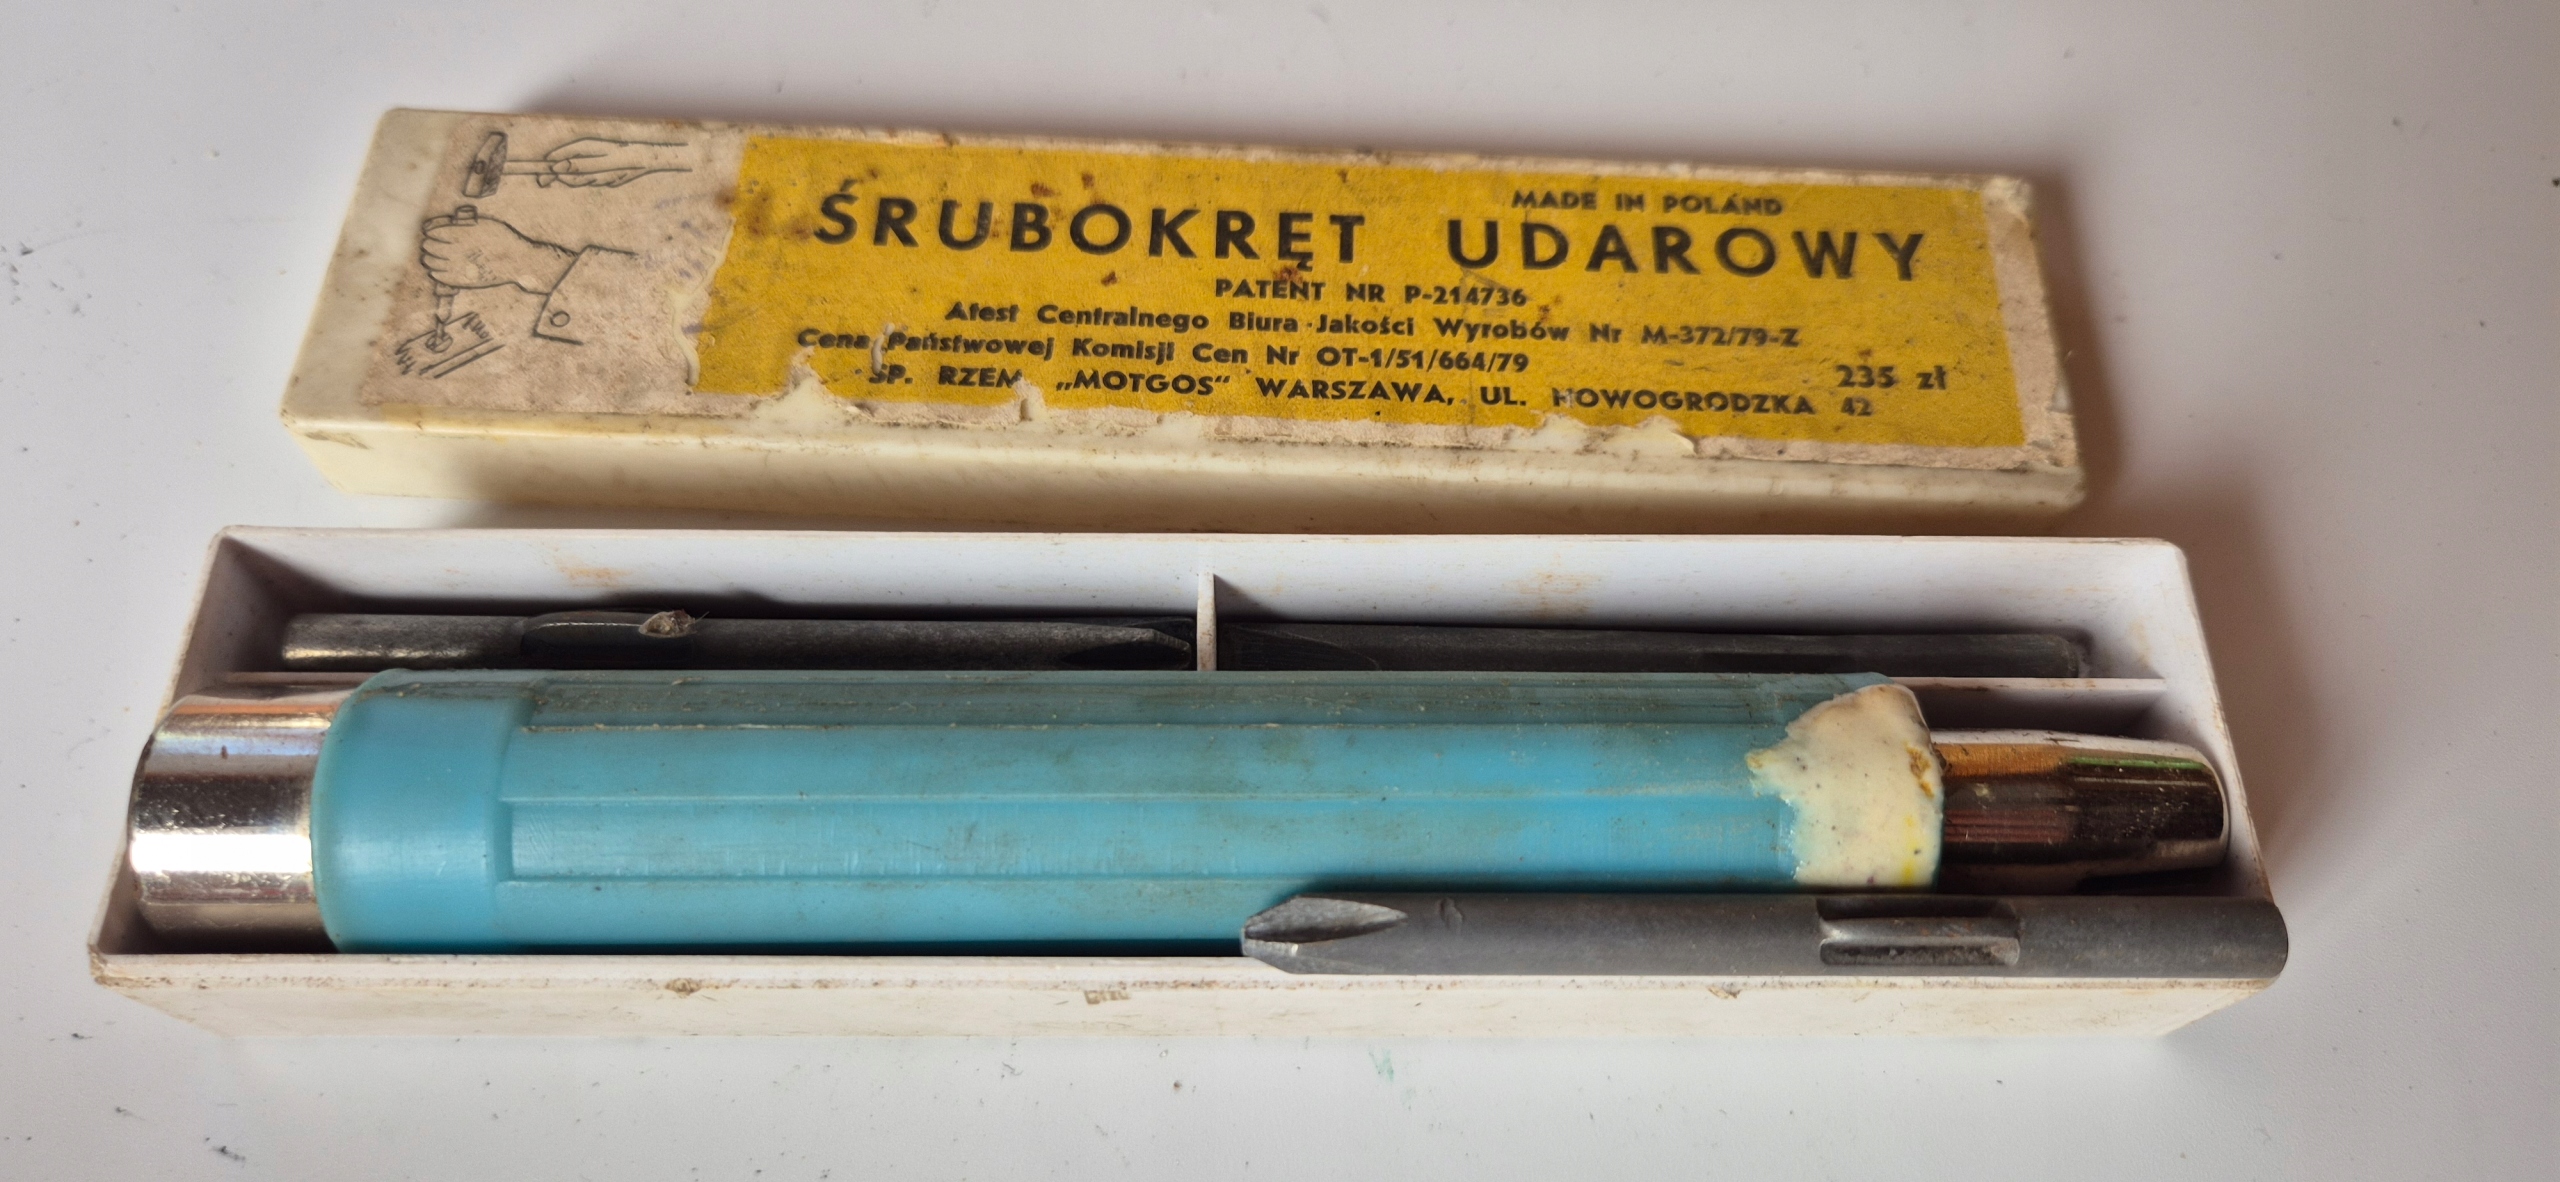 MADE IN POLAND
ŚRUBOKRĘT UDAROWY
PATENT NR P-214736
Atest Centralnego Biura Jakości Wyrobów Nr M-372/79-Z
Cena Państwowej Komisji Cen Nr OT-1/51/664/79
235 zł
SP. RZEM. „MOTGOS“ WARSZAWA, UL. NOWOGRODZKA 42